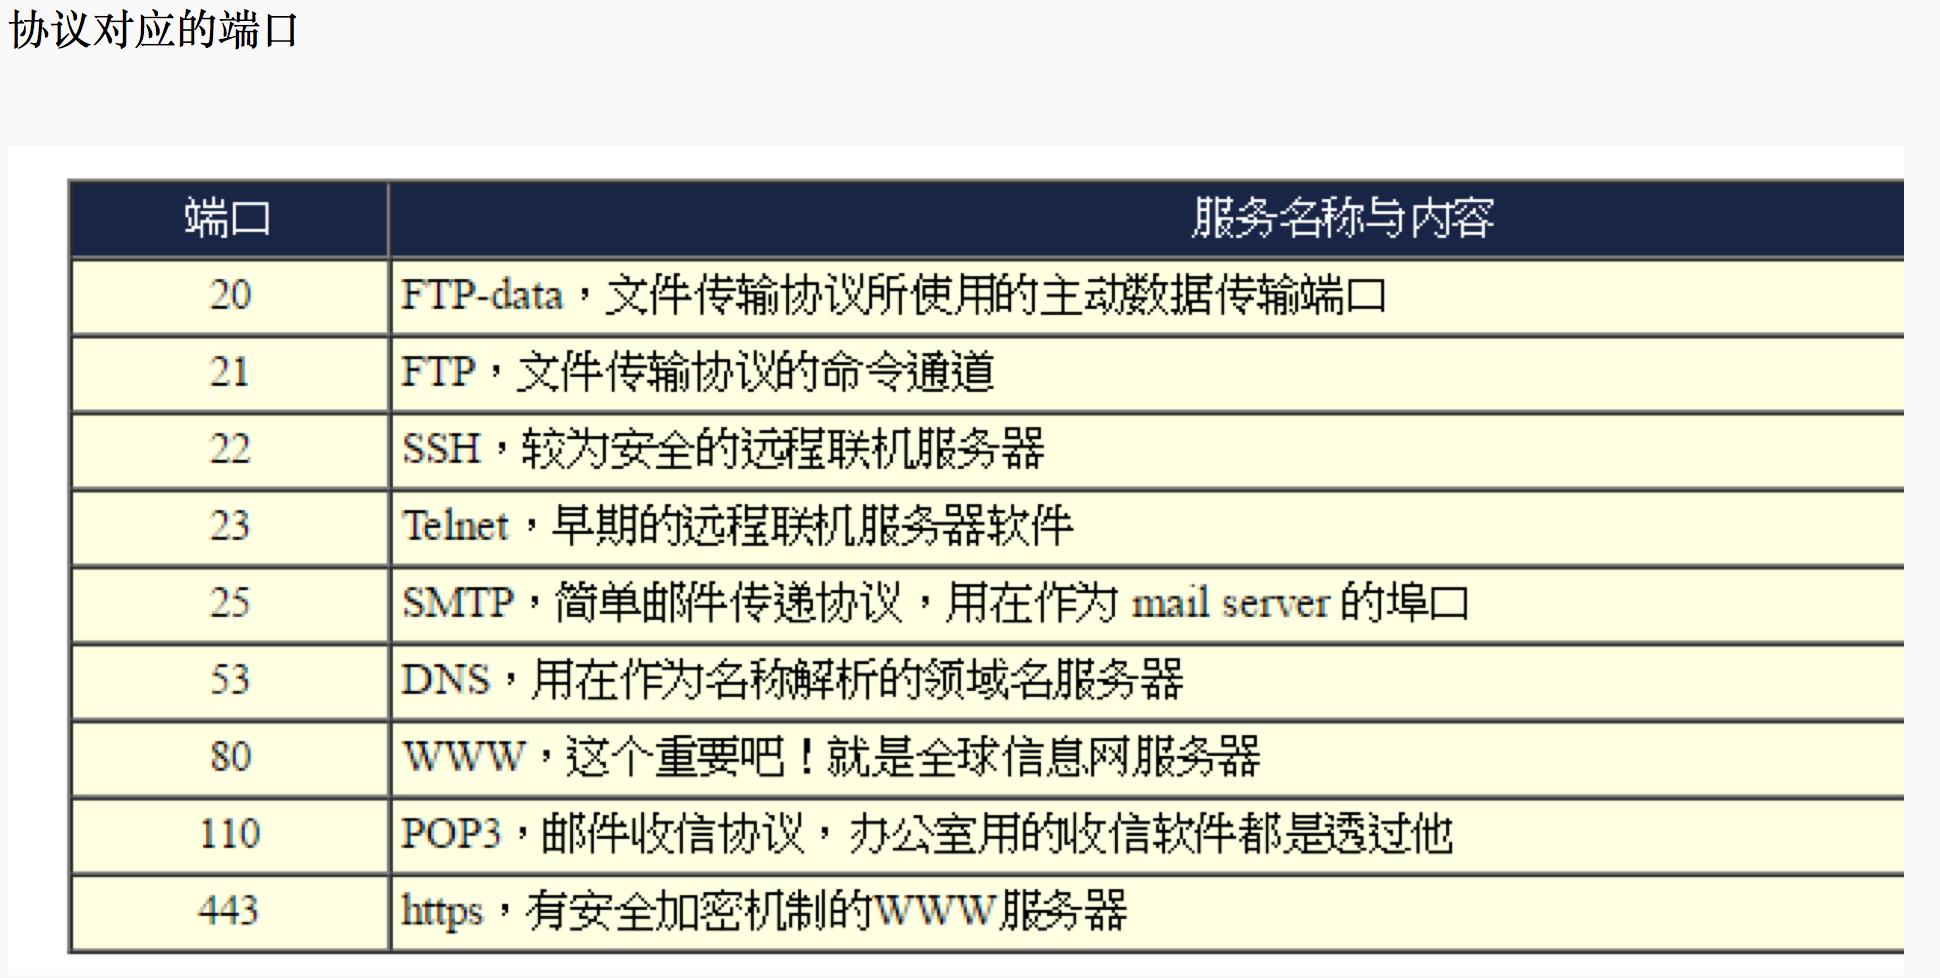 协议对应的端口
端口 服务名称与内容
20 FTP-data，文件传输协议所使用的主动数据传输端口
21 FTP，文件传输协议的命令通道
22 SSH，较为安全的远程联机服务器
23 Telnet，早期的远程联机服务器软件
25 SMTP，简单邮件传递协议，用在作为 mail server 的埠口
53 DNS，用在作为名称解析的领域名服务器
80 WWW，这个重要吧！就是全球信息网服务器
110 POP3，邮件收信协议，办公室用的收信软件都是透过他
443 https，有安全加密机制的WWW服务器